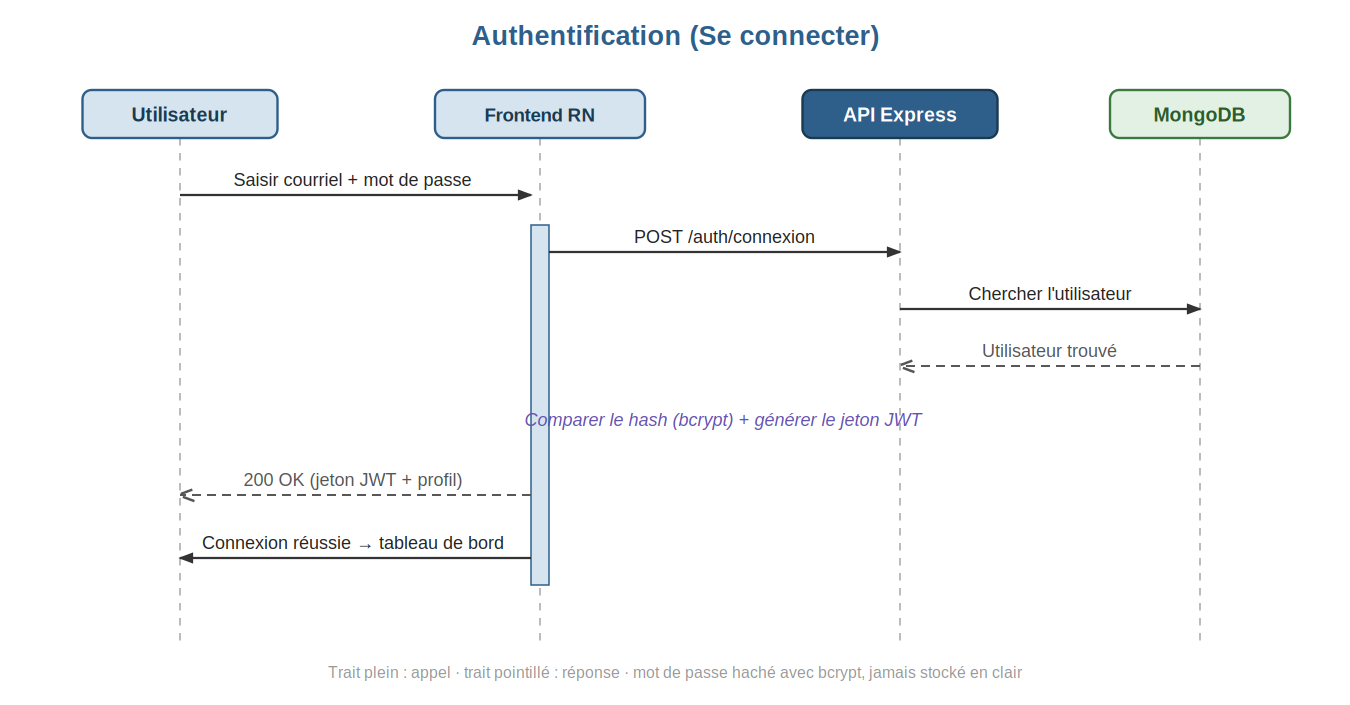 Authentification (Se connecter)
Utilisateur
Frontend RN
API Express
MongoDB
Saisir courriel + mot de passe
POST /auth/connexion
Chercher l'utilisateur
Utilisateur trouvé
Comparer le hash (bcrypt) + générer le jeton JWT
200 OK (jeton JWT + profil)
Connexion réussie → tableau de bord
Trait plein : appel · trait pointillé : réponse · mot de passe haché avec bcrypt, jamais stocké en clair